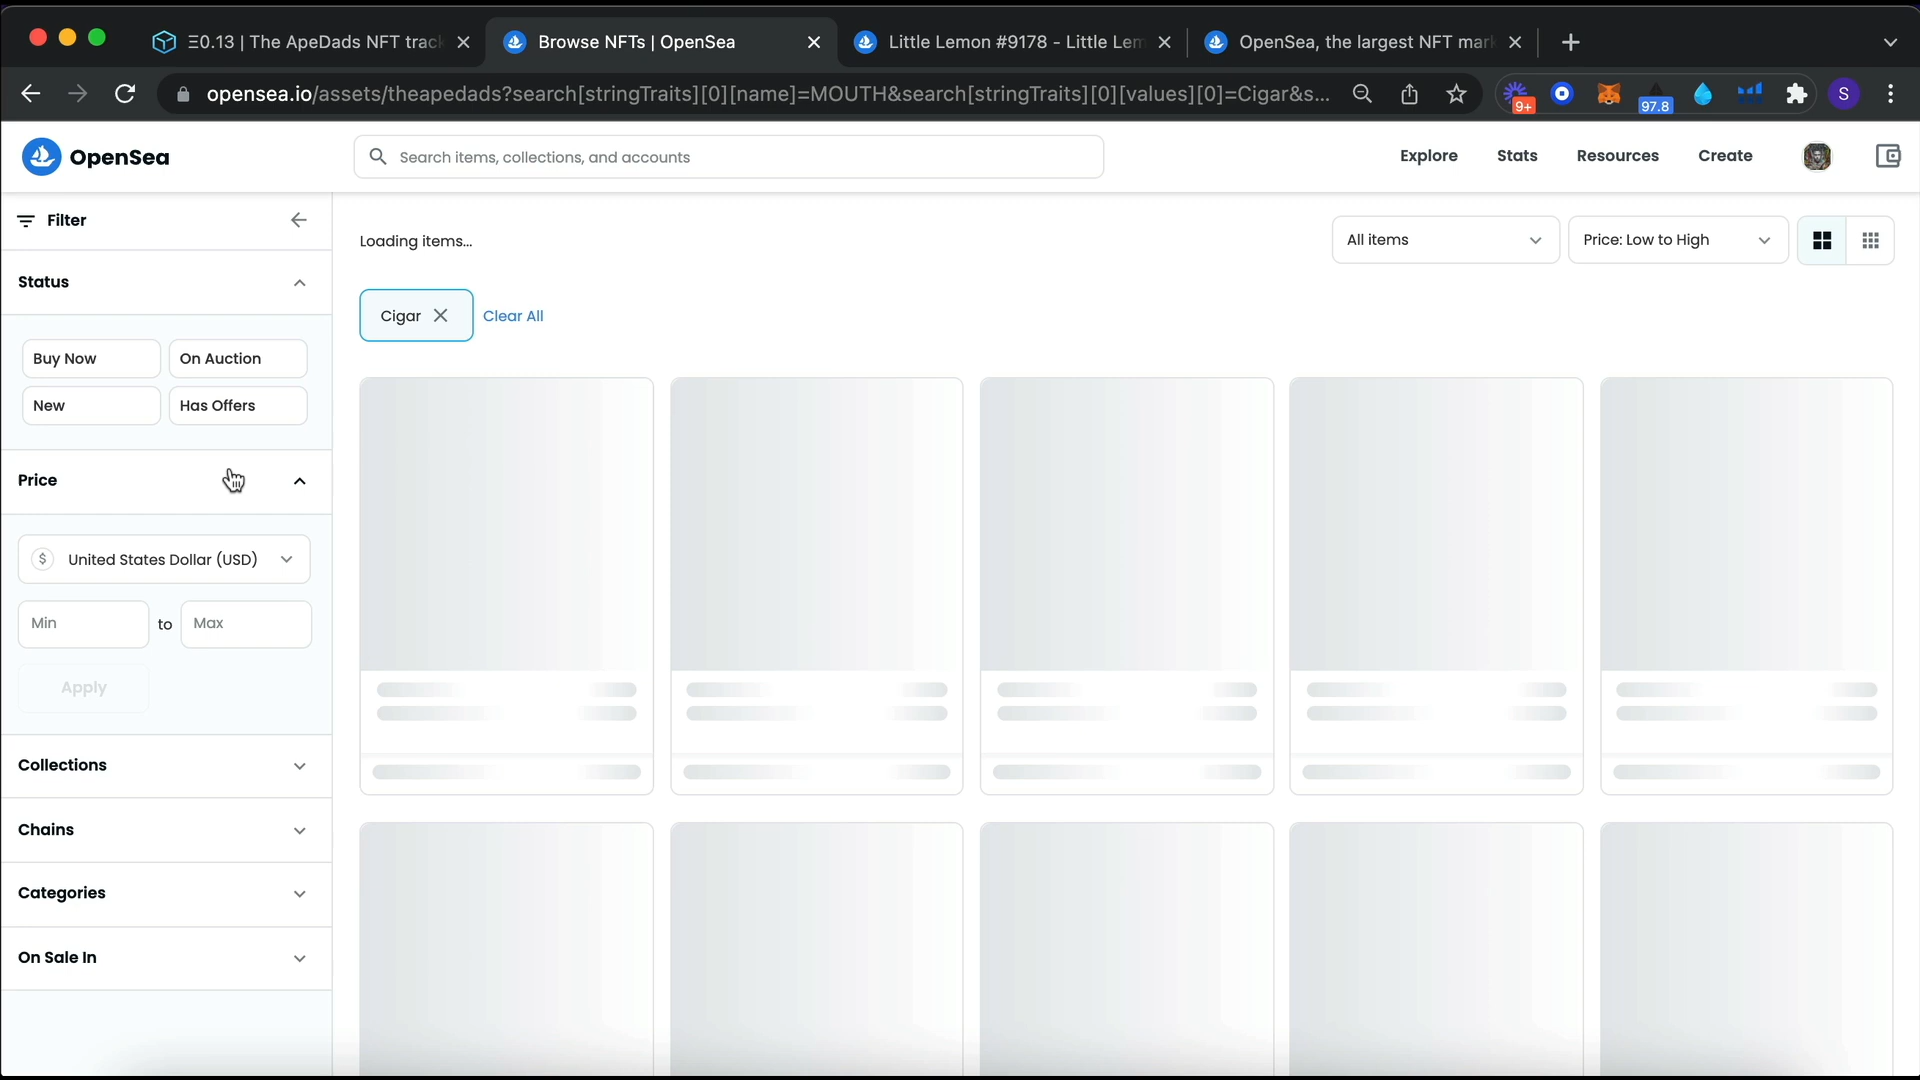 Ξ0.13 | The ApeDads NFT track
Browse NFTs | OpenSea
Little Lemon #9178 - Little Lem
OpenSea, the largest NFT mark
opensea.io/assets/theapedads?search[stringTraits][0][name]=MOUTH&search[stringTraits][0][values][0]=Cigar&s...
9+
97.8
S
OpenSea
Search items, collections, and accounts
Explore
Stats
Resources
Create
Filter
Loading items...
All items
Price: Low to High
Status
Cigar
Clear All
Buy Now
On Auction
New
Has Offers
Price
$ United States Dollar (USD)
Min
to
Max
Apply
Collections
Chains
Categories
On Sale In